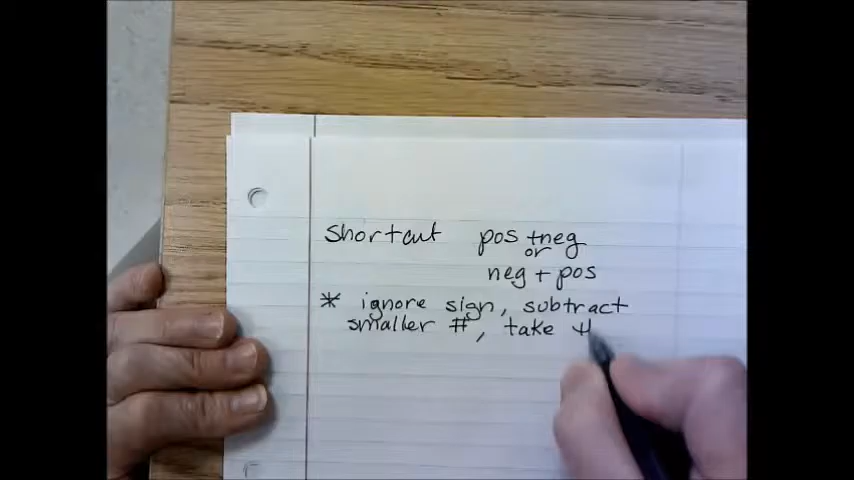 shortcut pos +neg
or
neg + pos
* ignore sign, subtract
smaller #, take